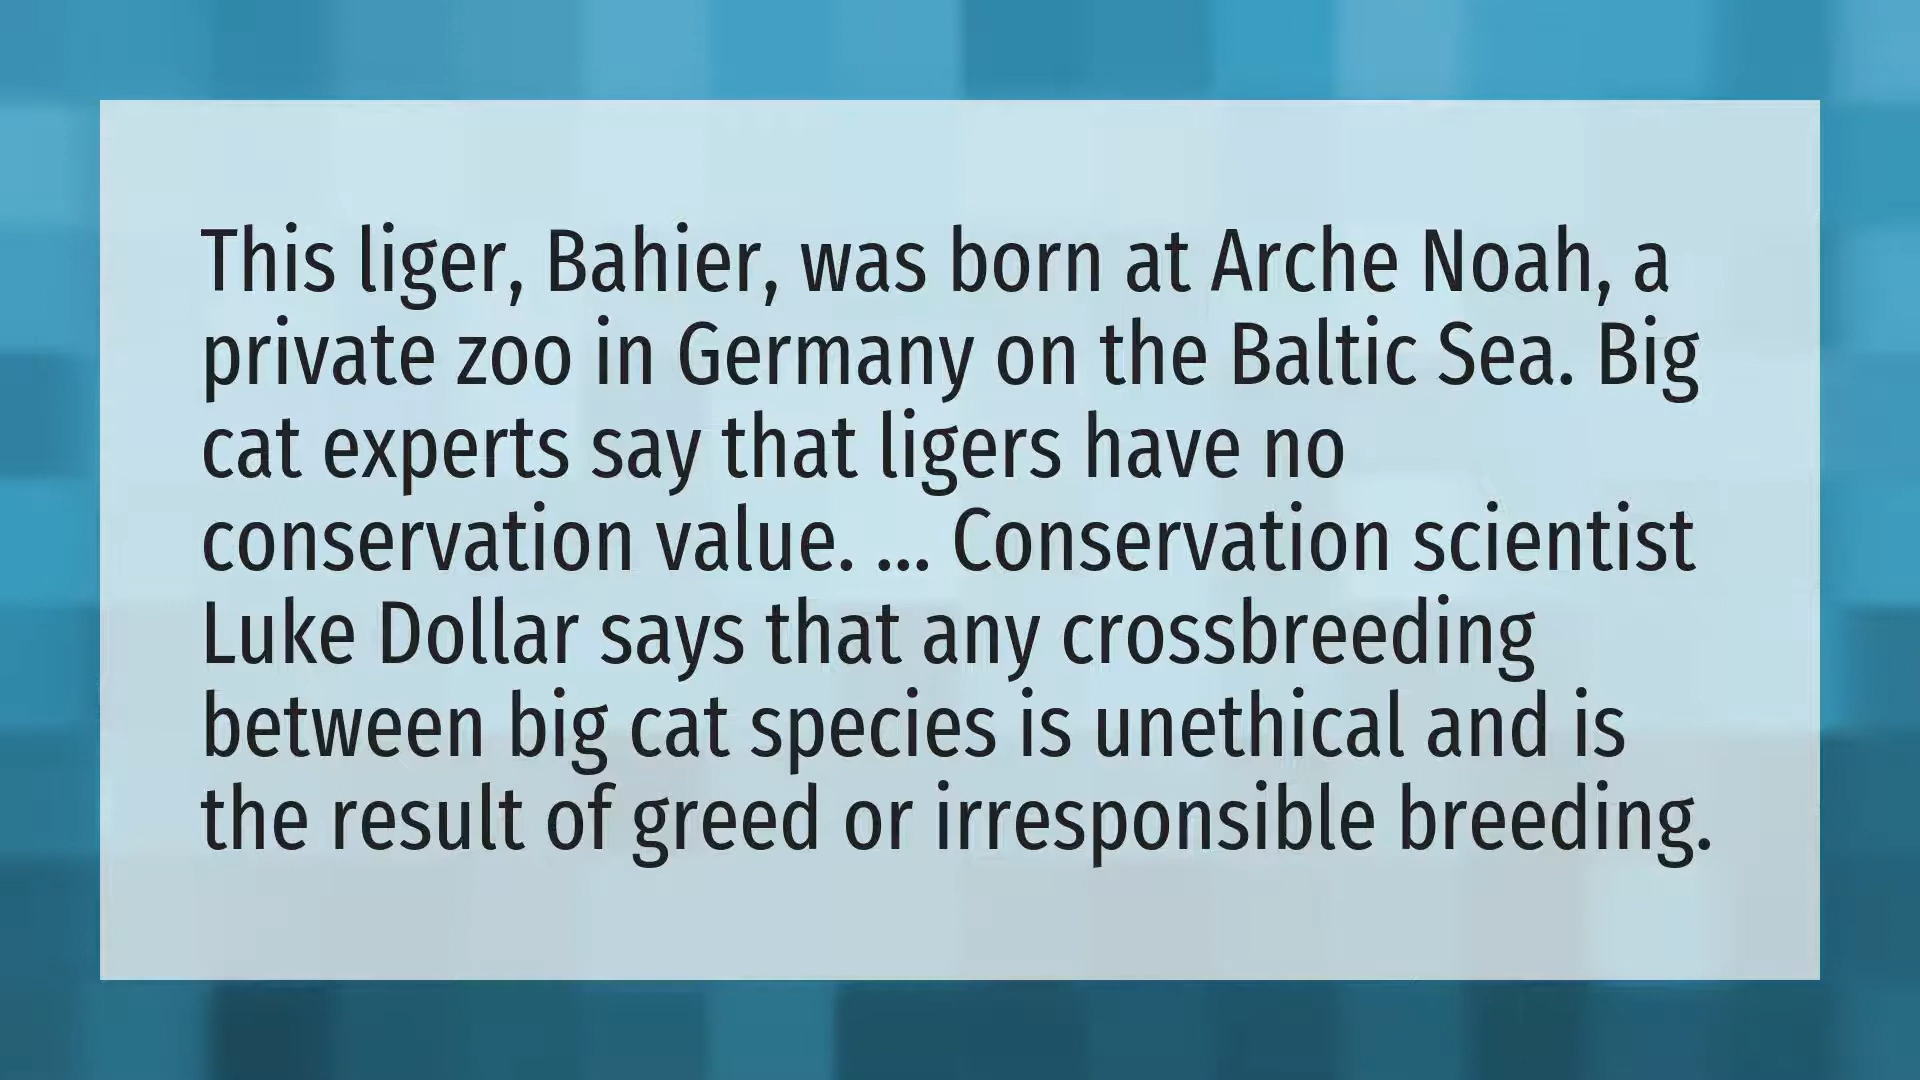 This liger, Bahier, was born at Arche Noah, a
private zoo in Germany on the Baltic Sea. Big
cat experts say that ligers have no
conservation value. ... Conservation scientist
Luke Dollar says that any crossbreeding
between big cat species is unethical and is
the result of greed or irresponsible breeding.